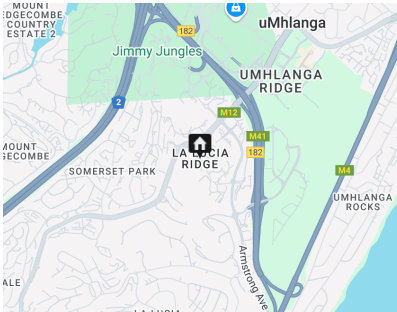 MOUNT
EDGECOMBE
COUNTRY
ESTATE 2
uMhlanga
182
Jimmy Jungles
UMHLANGA
RIDGE
2
M12
M41
LA LUCIA
RIDGE
182
MOUNT
EDGECOMBE
SOMERSET PARK
M4
UMHLANGA
ROCKS
Armstrong Ave
ALE
LA LUCIA